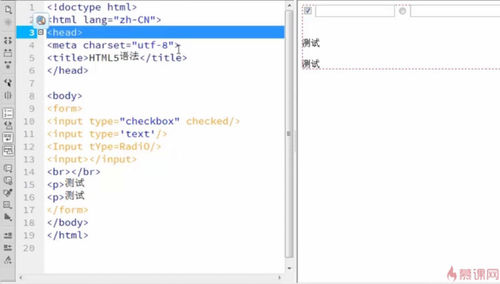 1 <!doctype html>
2 <html lang="zh-CN">
3 <head>
4 <meta charset="utf-8">
5 <title>HTML5语法</title>
6 </head>
7
8 <body>
9 <form>
10 <input type="checkbox" checked/>
11 <input type='text'/>
12 <Input tYpe=RadiO/>
13 <input></input>
14 <br></br>
15 <p>测试
16 <p>测试
17 </form>
18 </body>
19 </html>
20
测试
测试
慕课网